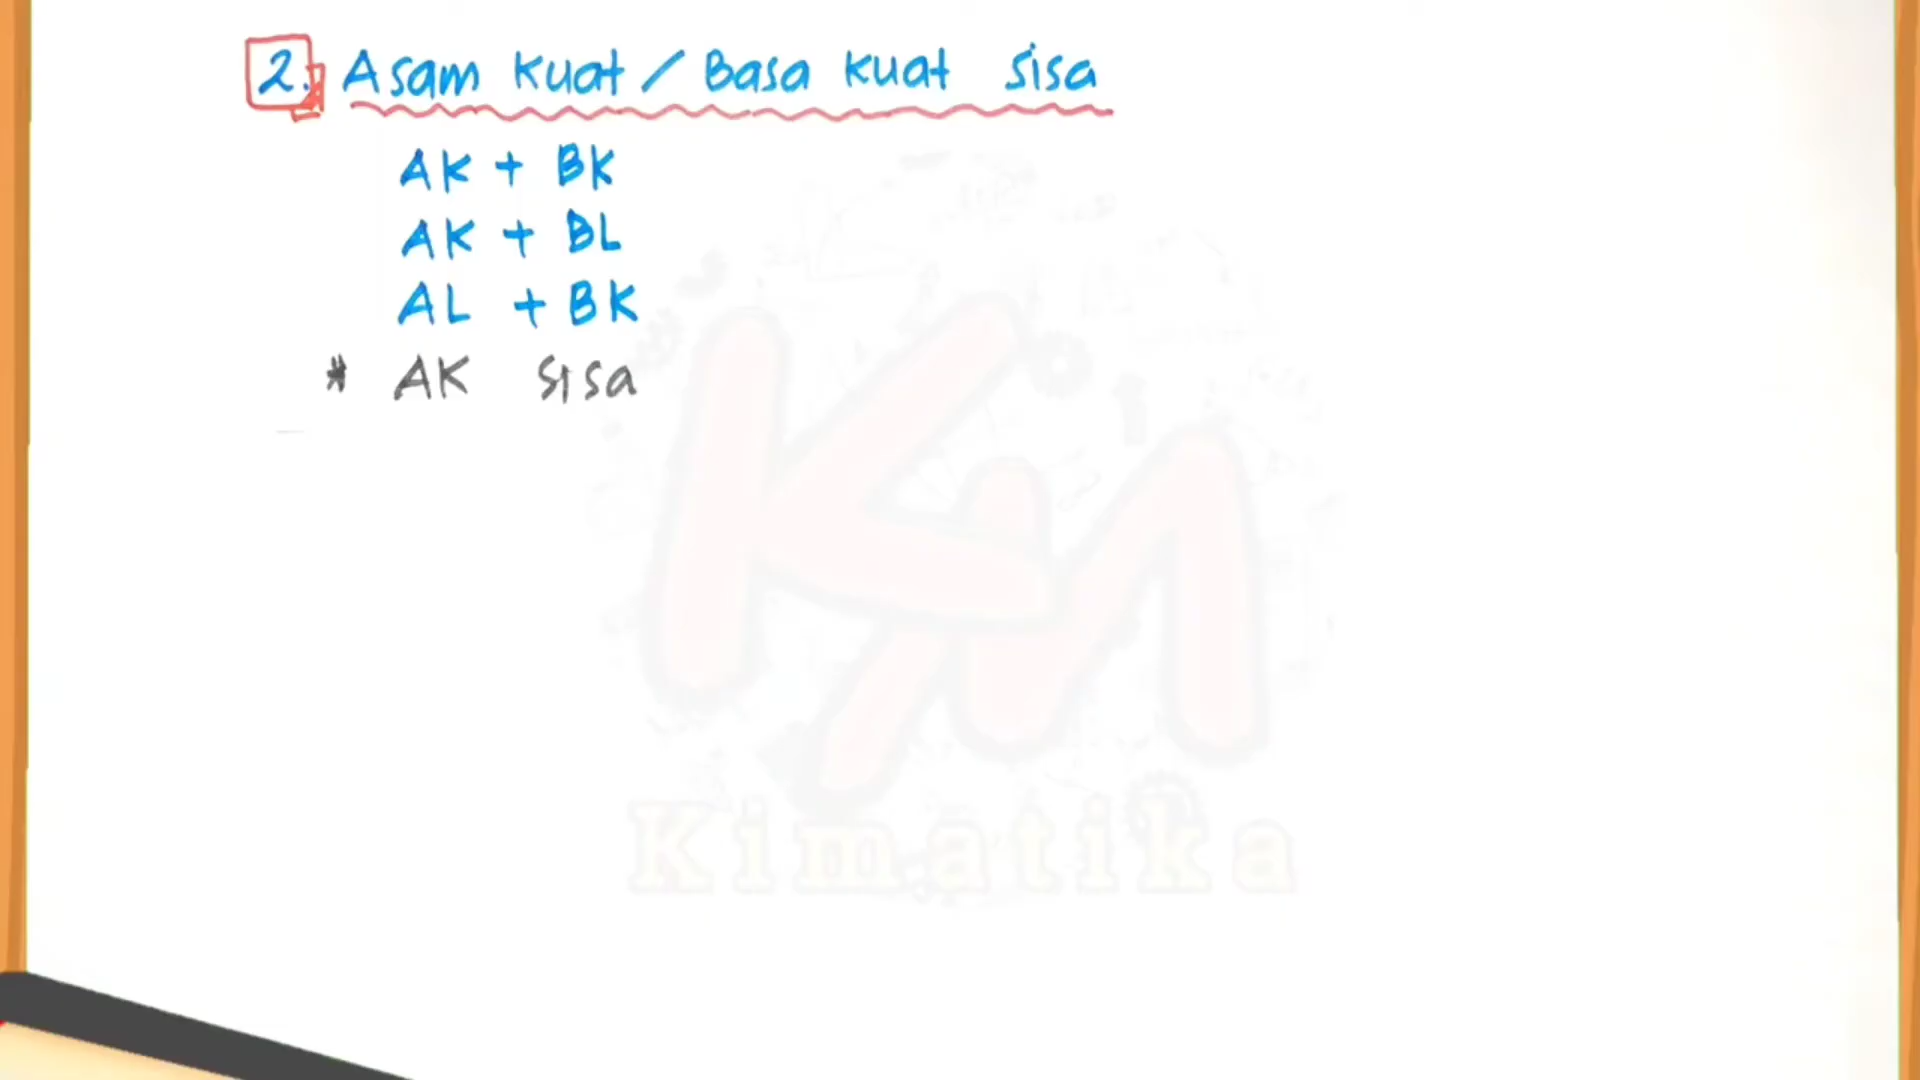 2. Asam kuat / Basa kuat sisa
AK + BK
AK + BL
AL + BK
* AK sisa
Kimatika